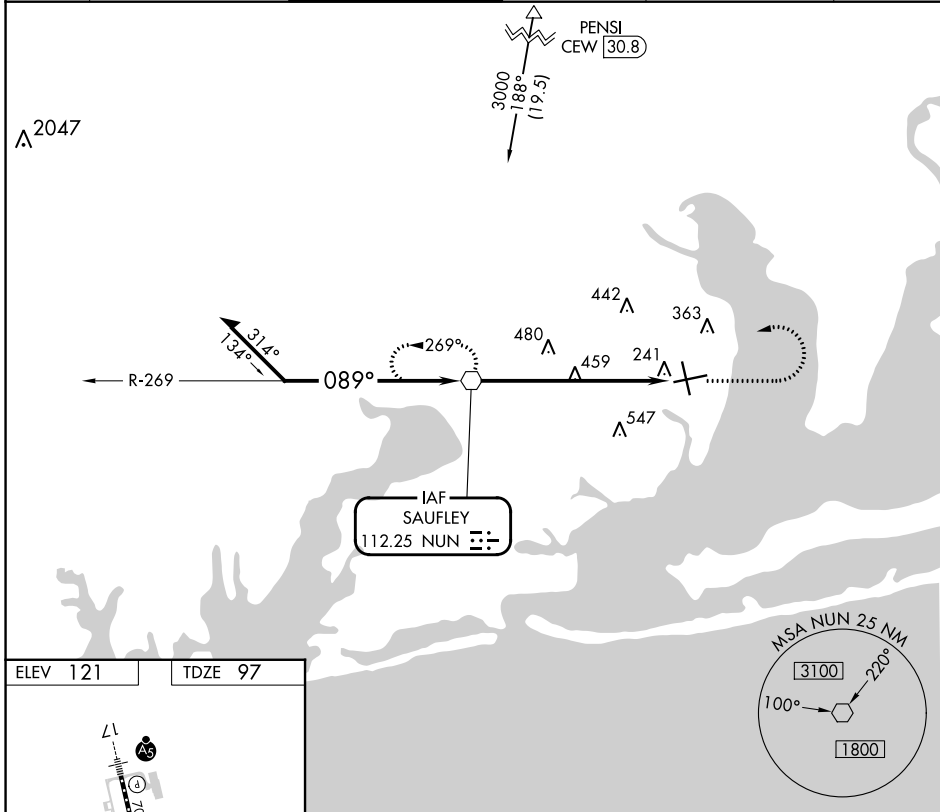 PENSI
CEW 30.8
3000
188°
(19.5)
2047
442
363
480
459
241
547
314°
134°
269°
R-269
089°
IAF
SAUFLEY
112.25 NUN
MSA NUN 25 NM
3100
220°
100°
1800
ELEV 121
TDZE 97
17
A5
P